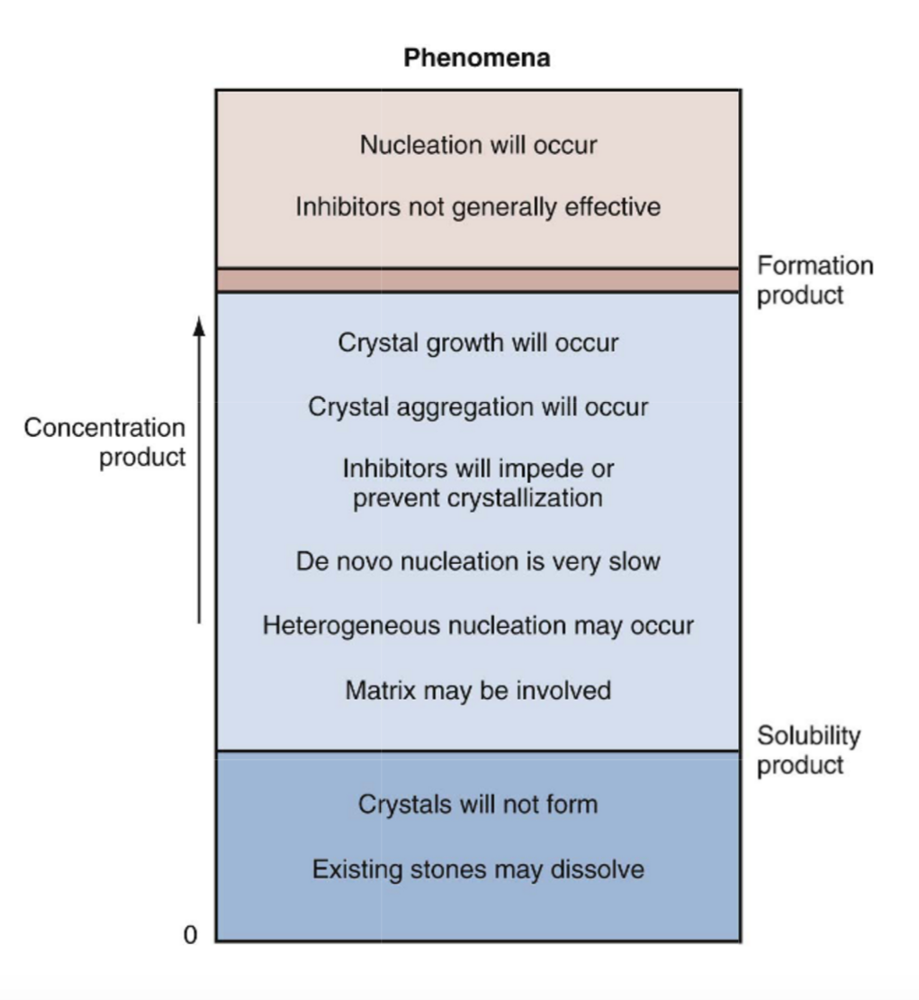 Phenomena
Nucleation will occur
Inhibitors not generally effective
Formation
product
Crystal growth will occur
Crystal aggregation will occur
Concentration
product
Inhibitors will impede or
prevent crystallization
De novo nucleation is very slow
Heterogeneous nucleation may occur
Matrix may be involved
Solubility
product
Crystals will not form
Existing stones may dissolve
0